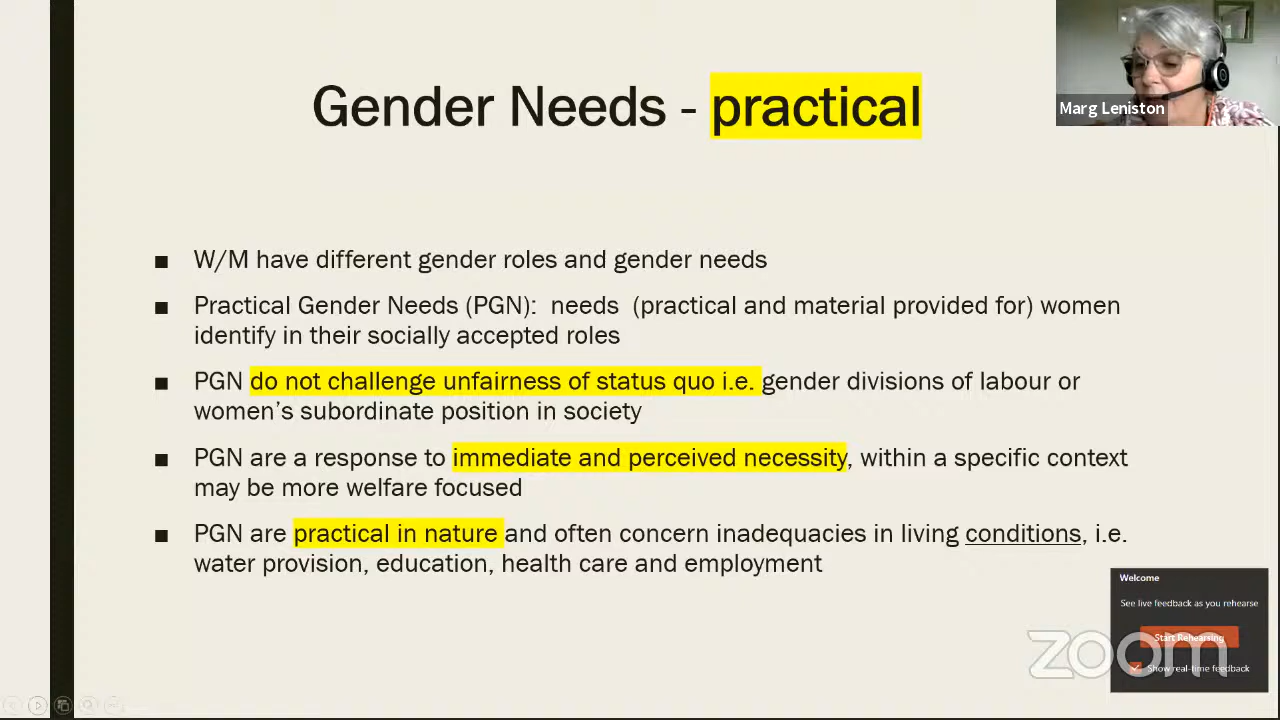 Gender Needs - practical
Marg Leniston
■ W/M have different gender roles and gender needs
■ Practical Gender Needs (PGN):  needs  (practical and material provided for) women
identify in their socially accepted roles
■ PGN do not challenge unfairness of status quo i.e. gender divisions of labour or
women's subordinate position in society
■ PGN are a response to immediate and perceived necessity, within a specific context
may be more welfare focused
■ PGN are practical in nature and often concern inadequacies in living conditions, i.e.
water provision, education, health care and employment
Welcome
See live feedback as you rehearse
Start Rehearsing
Show real-time feedback
zoom